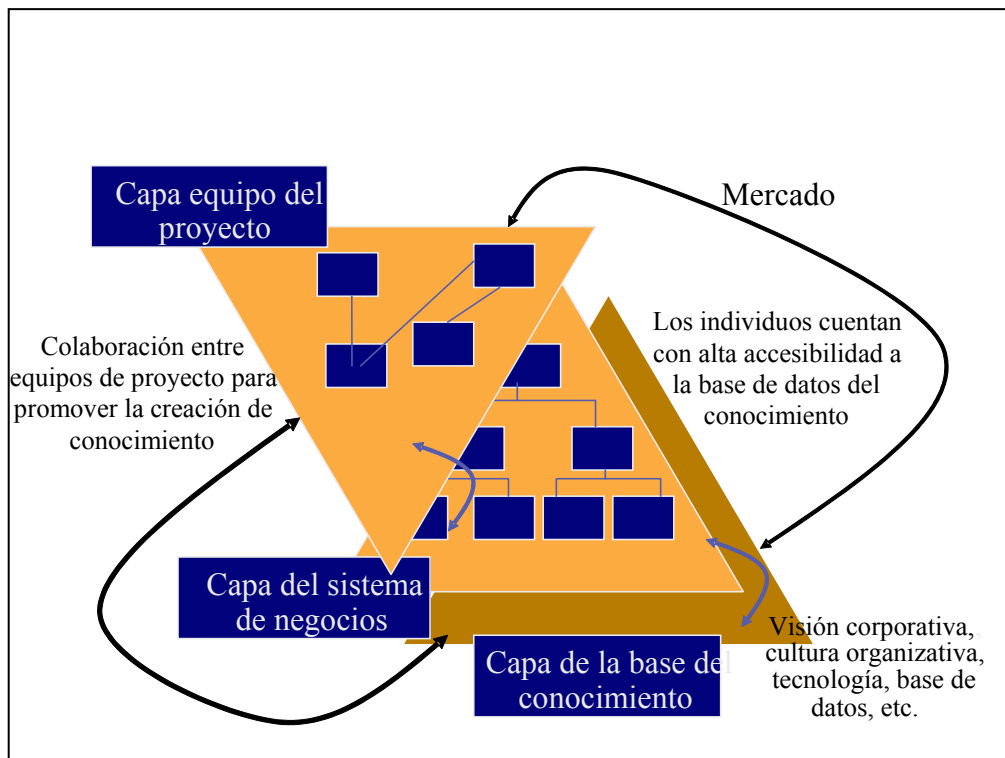 Capa equipo del
proyecto
Mercado
Colaboración entre
equipos de proyecto para
promover la creación de
conocimiento
Los individuos cuentan
con alta accesibilidad a
la base de datos del
conocimiento
Capa del sistema
de negocios
Capa de la base del
conocimiento
Visión corporativa,
cultura organizativa,
tecnología, base de
datos, etc.